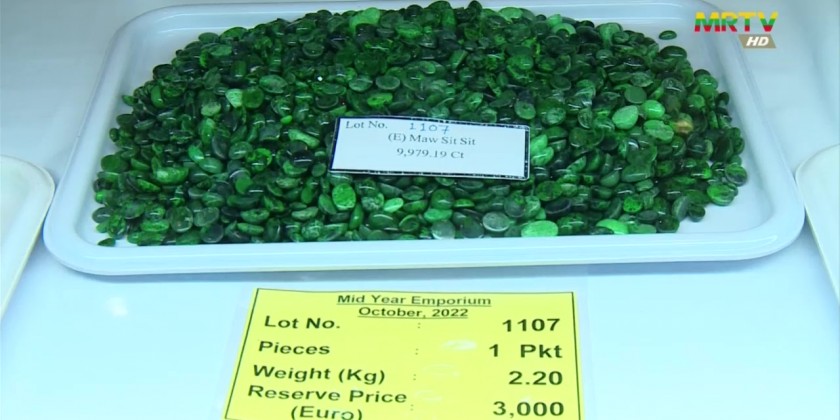 MRTV
HD
Lot No. 1107
(E) Maw Sit Sit
9,979.19 Ct
Mid Year Emporium
October, 2022
Lot No. : 1107
Pieces : 1 Pkt
Weight (Kg) : 2.20
Reserve Price
(Euro) : 3,000